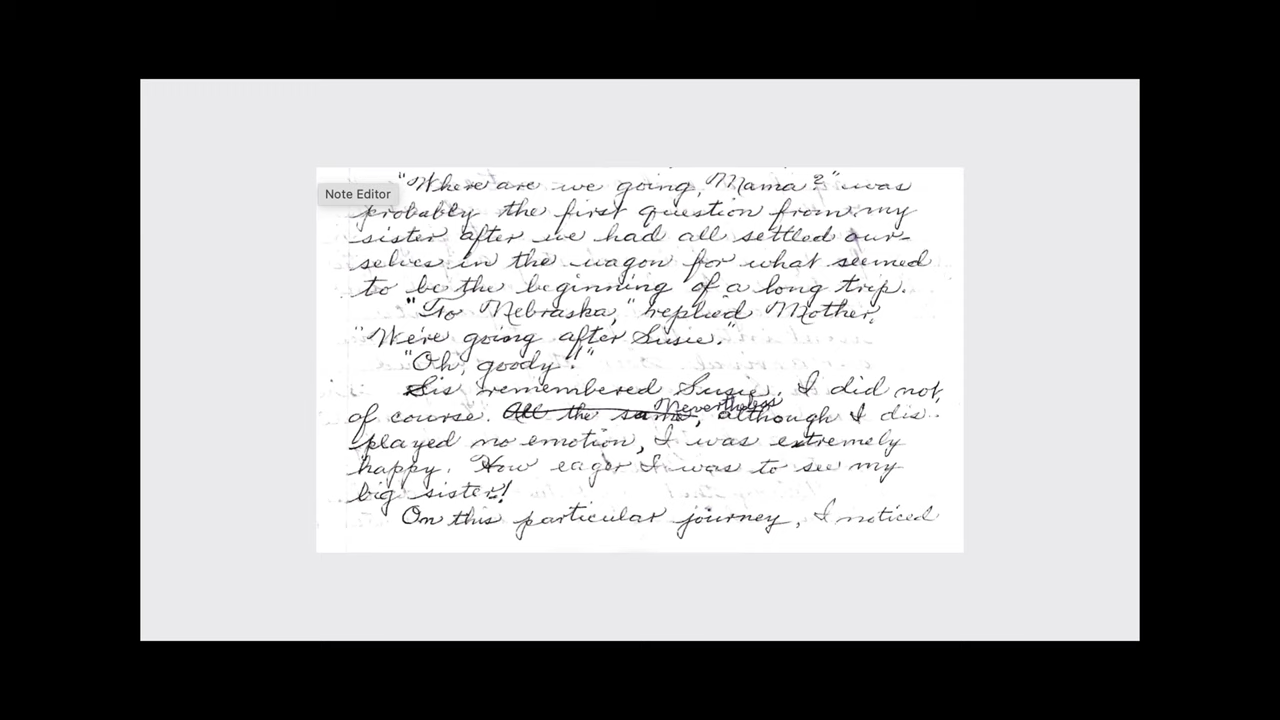 "Where are we going, Mama?" was
Note Editor
probably the first question from my
sister after we had all settled our-
selves in the wagon for what seemed
to be the beginning of a long trip.
"To Nebraska," replied Mother.
"We're going after Susie."
"Oh, goody!"
Sis remembered Susie. I did not,
of course. All the same, Nevertheless although I dis-
played no emotion, I was extremely
happy. How eager I was to see my
big sister!
On this particular journey, I noticed